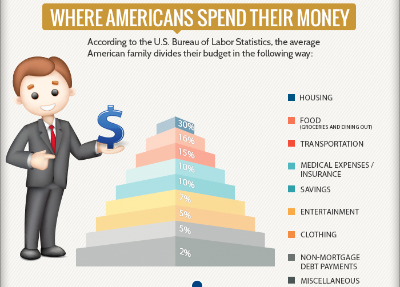 WHERE AMERICANS SPEND THEIR MONEY
According to the U.S. Bureau of Labor Statistics, the average
American family divides their budget in the following way:
$
30%
16%
15%
10%
10%
7%
5%
5%
2%
HOUSING
FOOD
(GROCERIES AND DINING OUT)
TRANSPORTATION
MEDICAL EXPENSES /
INSURANCE
SAVINGS
ENTERTAINMENT
CLOTHING
NON-MORTGAGE
DEBT PAYMENTS
MISCELLANEOUS